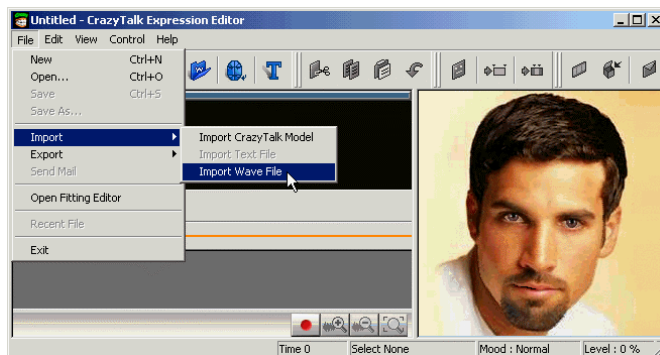 Untitled - CrazyTalk Expression Editor
File Edit View Control Help
New Ctrl+N
Open... Ctrl+O
Save Ctrl+S
Save As...
Import
Export
Send Mail
Open Fitting Editor
Recent File
Exit
Import CrazyTalk Model
Import Text File
Import Wave File
T
Time 0 Select None Mood : Normal Level : 0 %